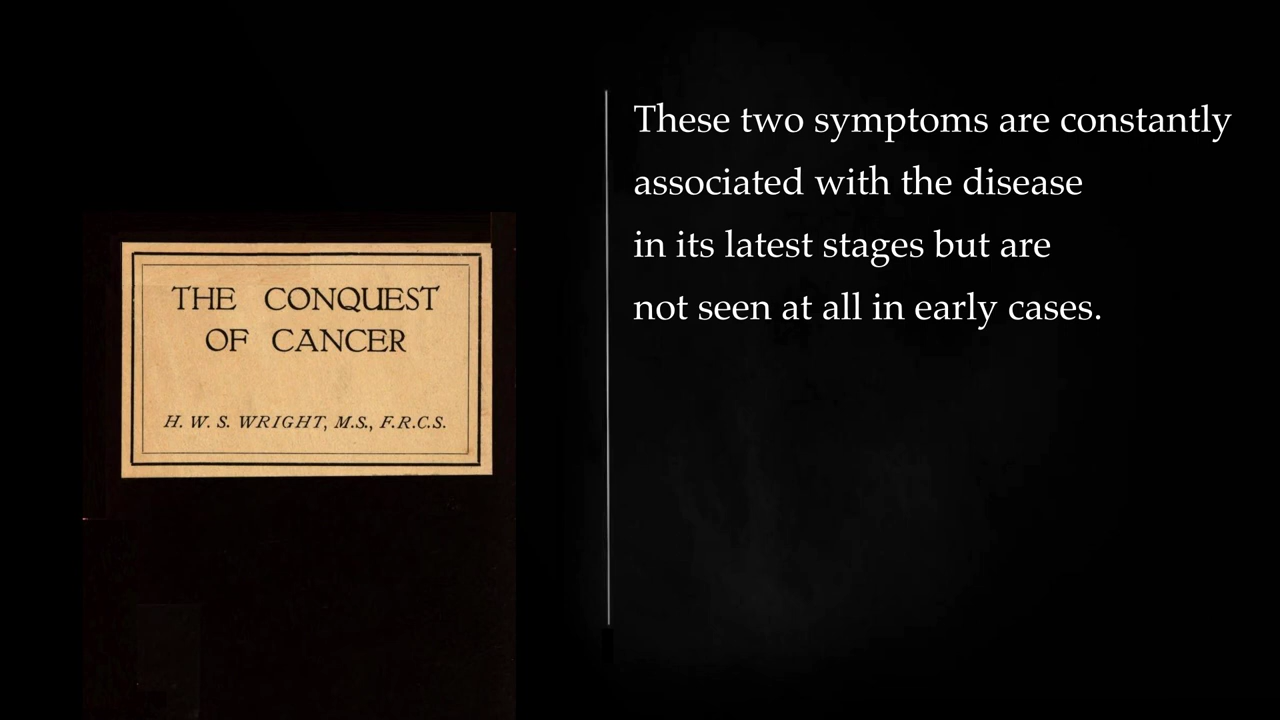 THE CONQUEST
OF CANCER
H. W. S. WRIGHT, M.S., F.R.C.S.
These two symptoms are constantly
associated with the disease
in its latest stages but are
not seen at all in early cases.